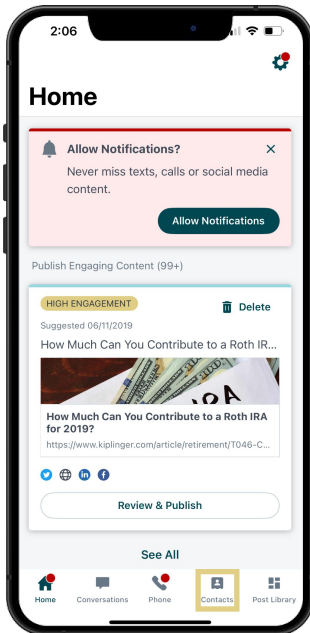 2:06
Home
Allow Notifications?
Never miss texts, calls or social media
content.
Allow Notifications
Publish Engaging Content (99+)
HIGH ENGAGEMENT
Delete
Suggested 06/11/2019
How Much Can You Contribute to a Roth IR...
IRA
How Much Can You Contribute to a Roth IRA
for 2019?
https://www.kiplinger.com/article/retirement/T046-C...
Review & Publish
See All
Home
Conversations
Phone
Contacts
Post Library